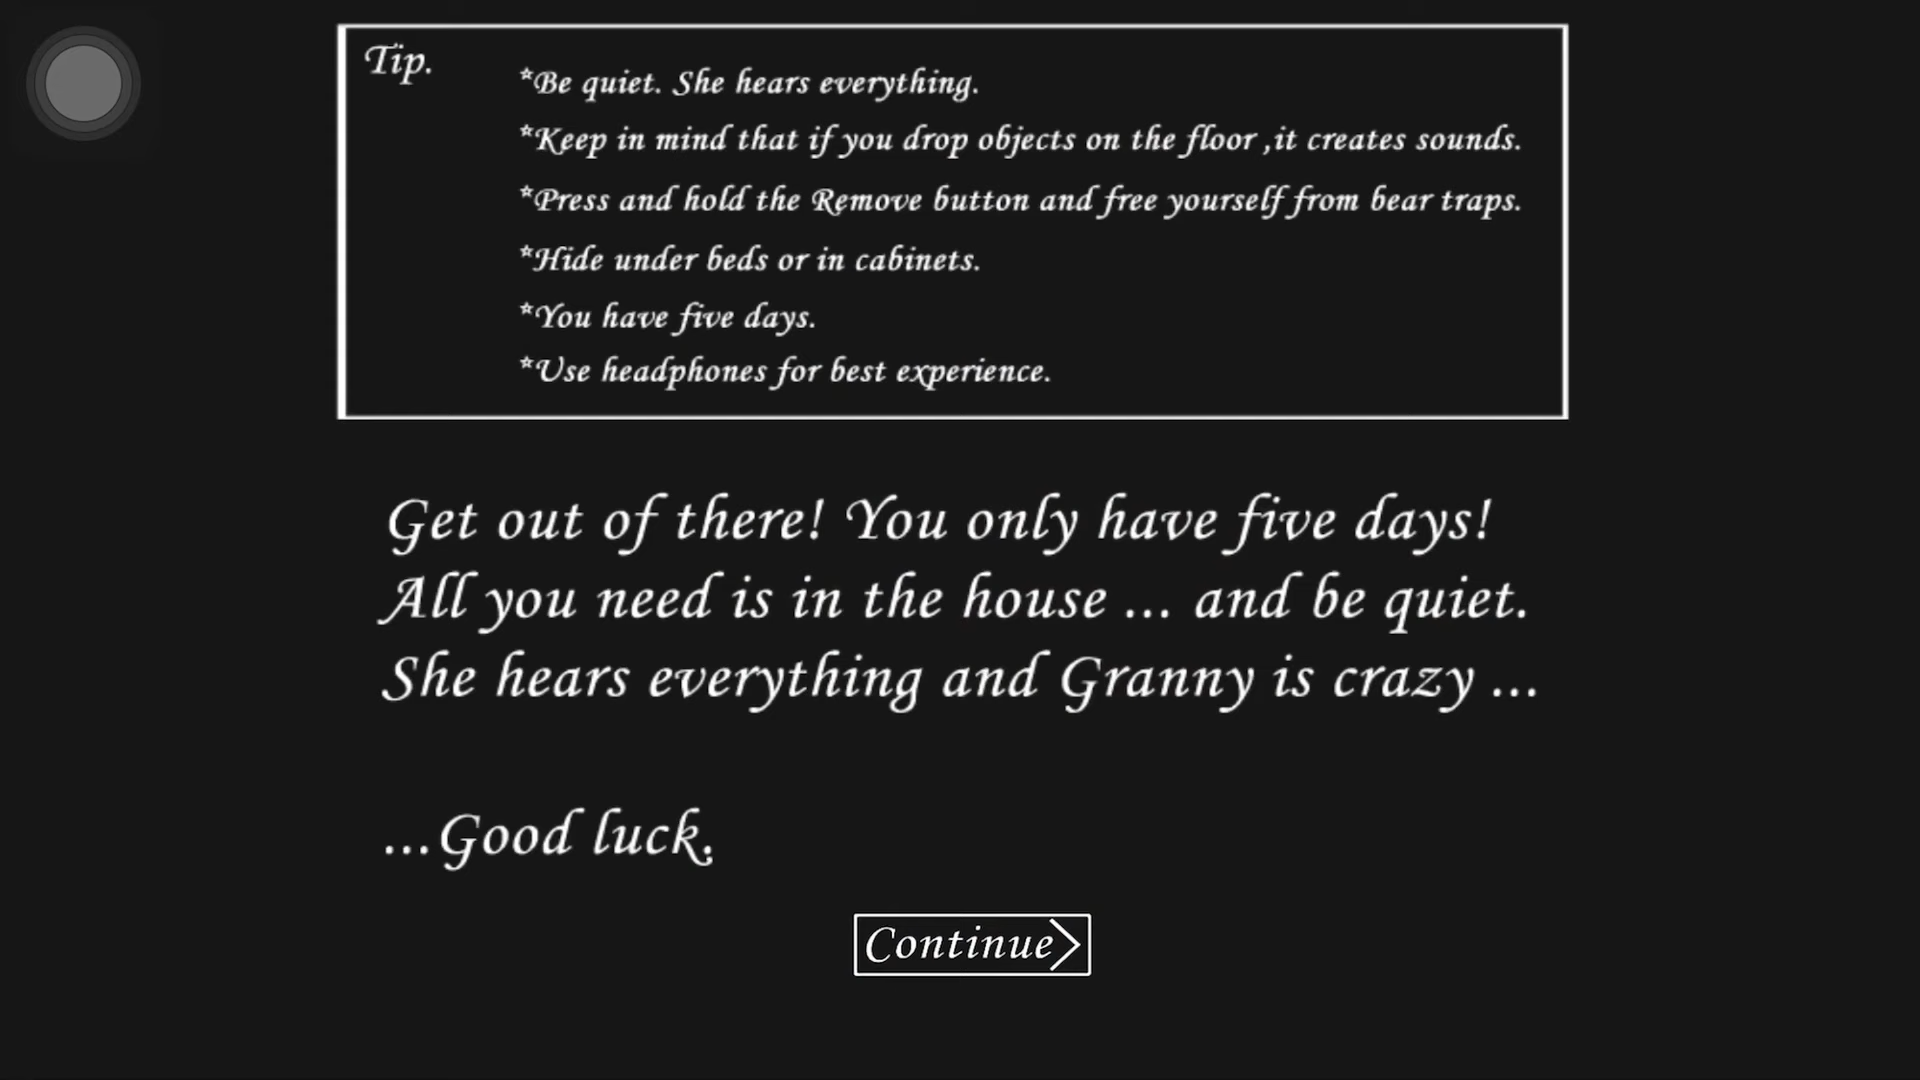 Tip.
*Be quiet. She hears everything.
*Keep in mind that if you drop objects on the floor ,it creates sounds.
*Press and hold the Remove button and free yourself from bear traps.
*Hide under beds or in cabinets.
*You have five days.
*Use headphones for best experience.
Get out of there! You only have five days!
All you need is in the house ... and be quiet.
She hears everything and Granny is crazy ...
...Good luck.
Continue